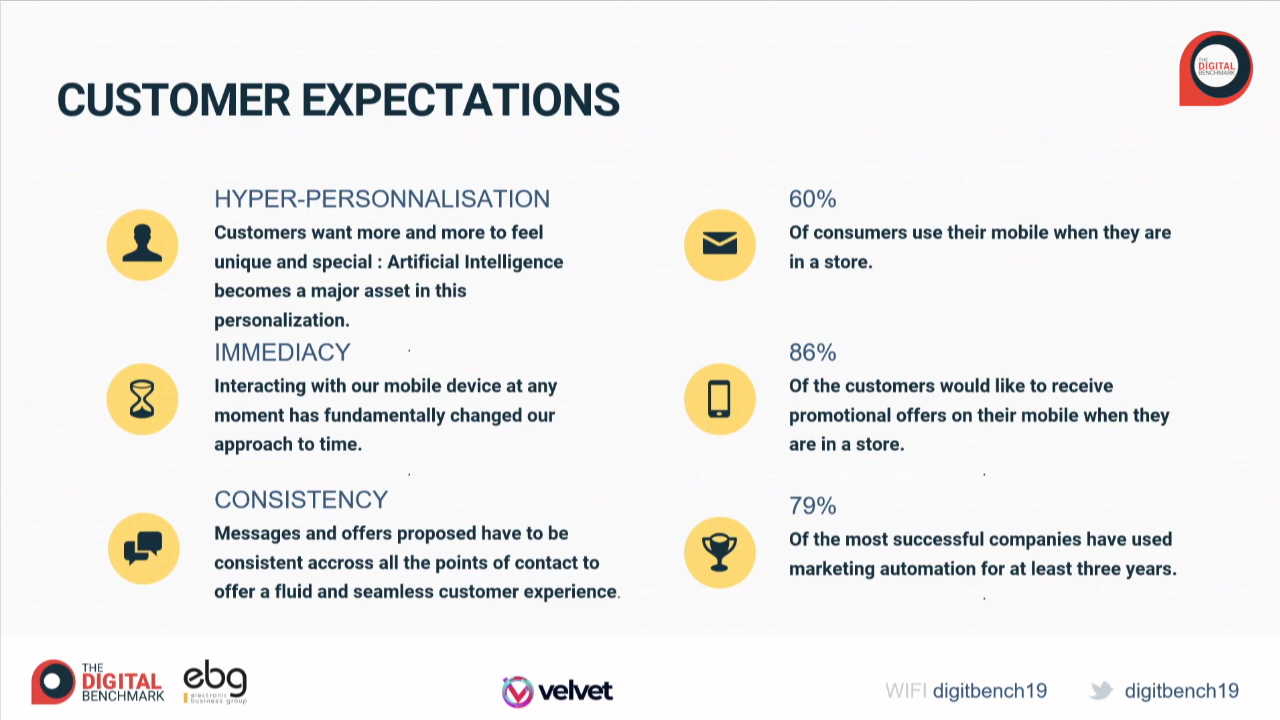 THE
DIGITAL
BENCHMARK
CUSTOMER EXPECTATIONS
HYPER-PERSONNALISATION
Customers want more and more to feel
unique and special : Artificial Intelligence
becomes a major asset in this
personalization.
IMMEDIACY
Interacting with our mobile device at any
moment has fundamentally changed our
approach to time.
CONSISTENCY
Messages and offers proposed have to be
consistent accross all the points of contact to
offer a fluid and seamless customer experience.
60%
Of consumers use their mobile when they are
in a store.
86%
Of the customers would like to receive
promotional offers on their mobile when they
are in a store.
79%
Of the most successful companies have used
marketing automation for at least three years.
THE
DIGITAL
BENCHMARK
ebg
electronic
business group
velvet
WIFI digitbench19
digitbench19